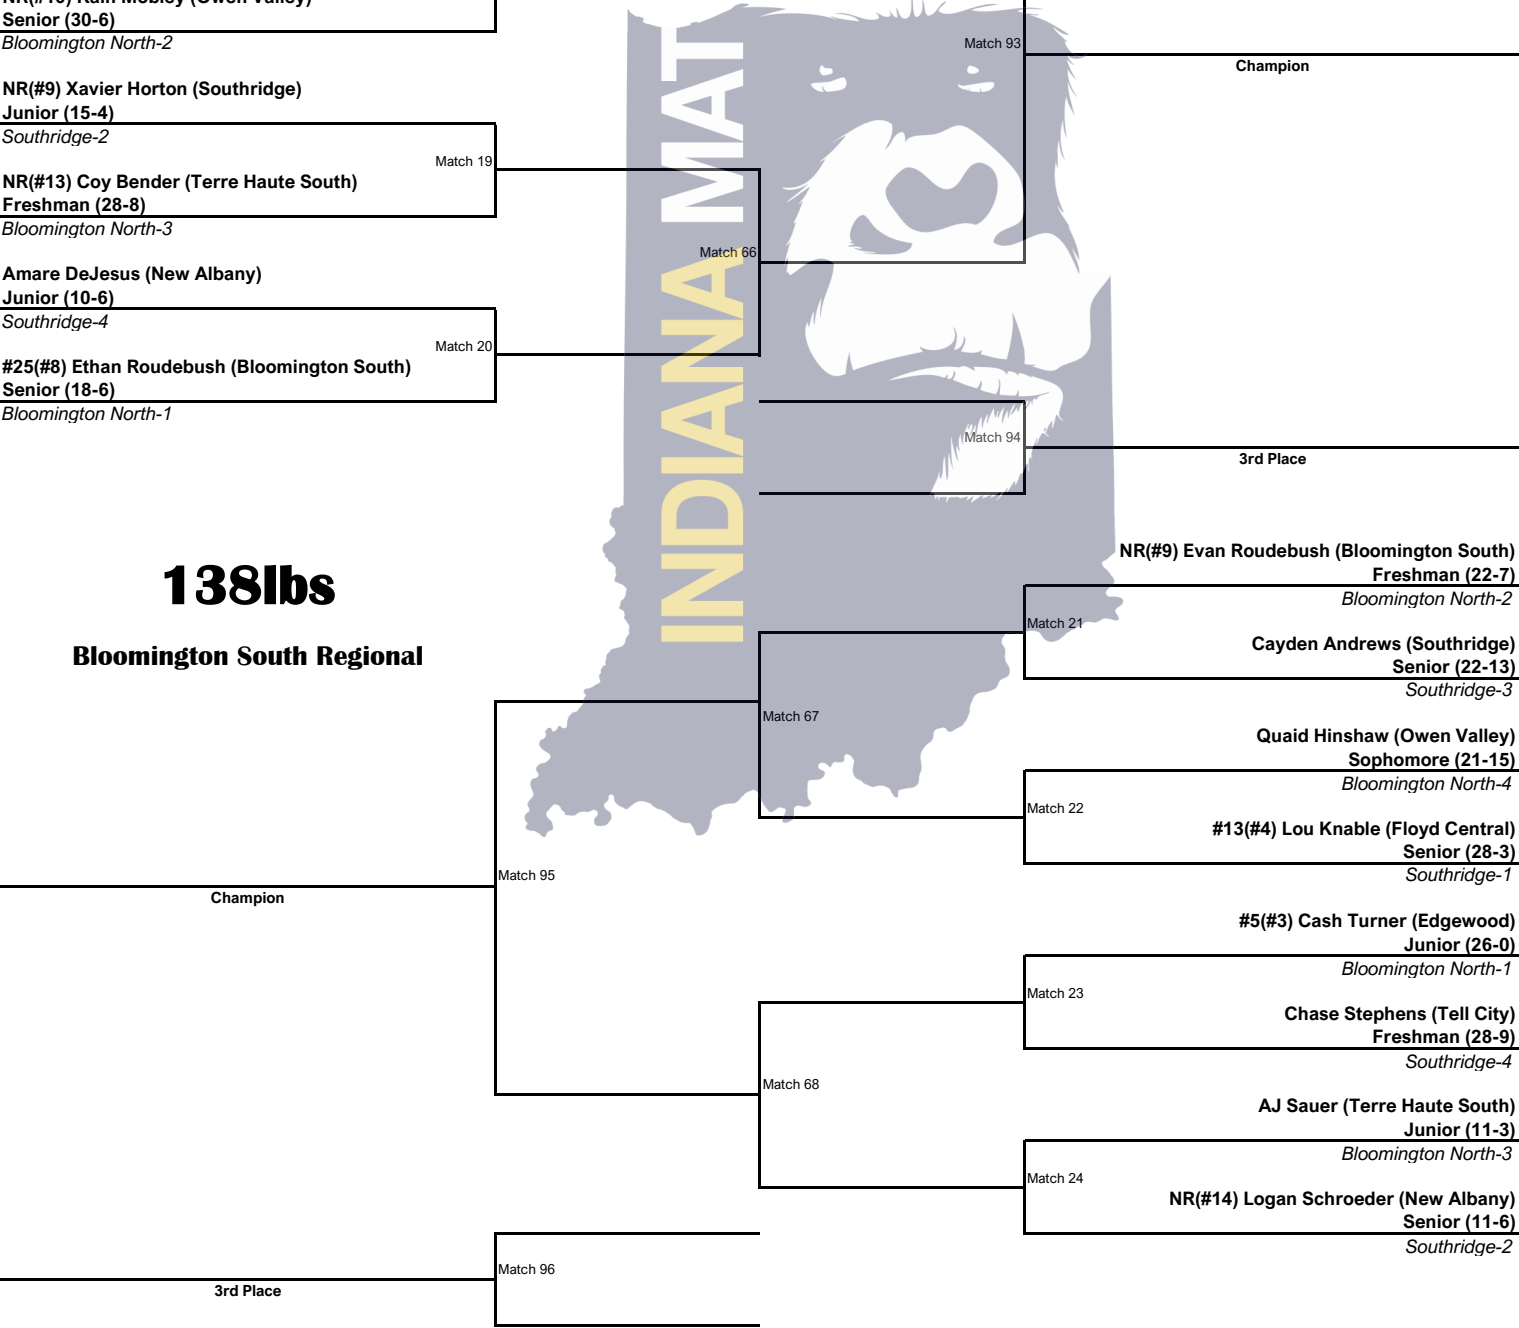 Senior (30-6)
Bloomington North-2
NR(#9) Xavier Horton (Southridge)
Junior (15-4)
Southridge-2
Match 19
NR(#13) Coy Bender (Terre Haute South)
Freshman (28-8)
Bloomington North-3
Match 66
Amare DeJesus (New Albany)
Junior (10-6)
Southridge-4
Match 20
#25(#8) Ethan Roudebush (Bloomington South)
Senior (18-6)
Bloomington North-1
Match 93
Champion
Match 94
3rd Place
INDIANA MAT
138lbs
Bloomington South Regional
NR(#9) Evan Roudebush (Bloomington South)
Freshman (22-7)
Bloomington North-2
Match 21
Cayden Andrews (Southridge)
Senior (22-13)
Southridge-3
Match 67
Quaid Hinshaw (Owen Valley)
Sophomore (21-15)
Bloomington North-4
Match 22
#13(#4) Lou Knable (Floyd Central)
Senior (28-3)
Southridge-1
Match 95
Champion
#5(#3) Cash Turner (Edgewood)
Junior (26-0)
Bloomington North-1
Match 23
Chase Stephens (Tell City)
Freshman (28-9)
Southridge-4
Match 68
AJ Sauer (Terre Haute South)
Junior (11-3)
Bloomington North-3
Match 24
NR(#14) Logan Schroeder (New Albany)
Senior (11-6)
Southridge-2
Match 96
3rd Place